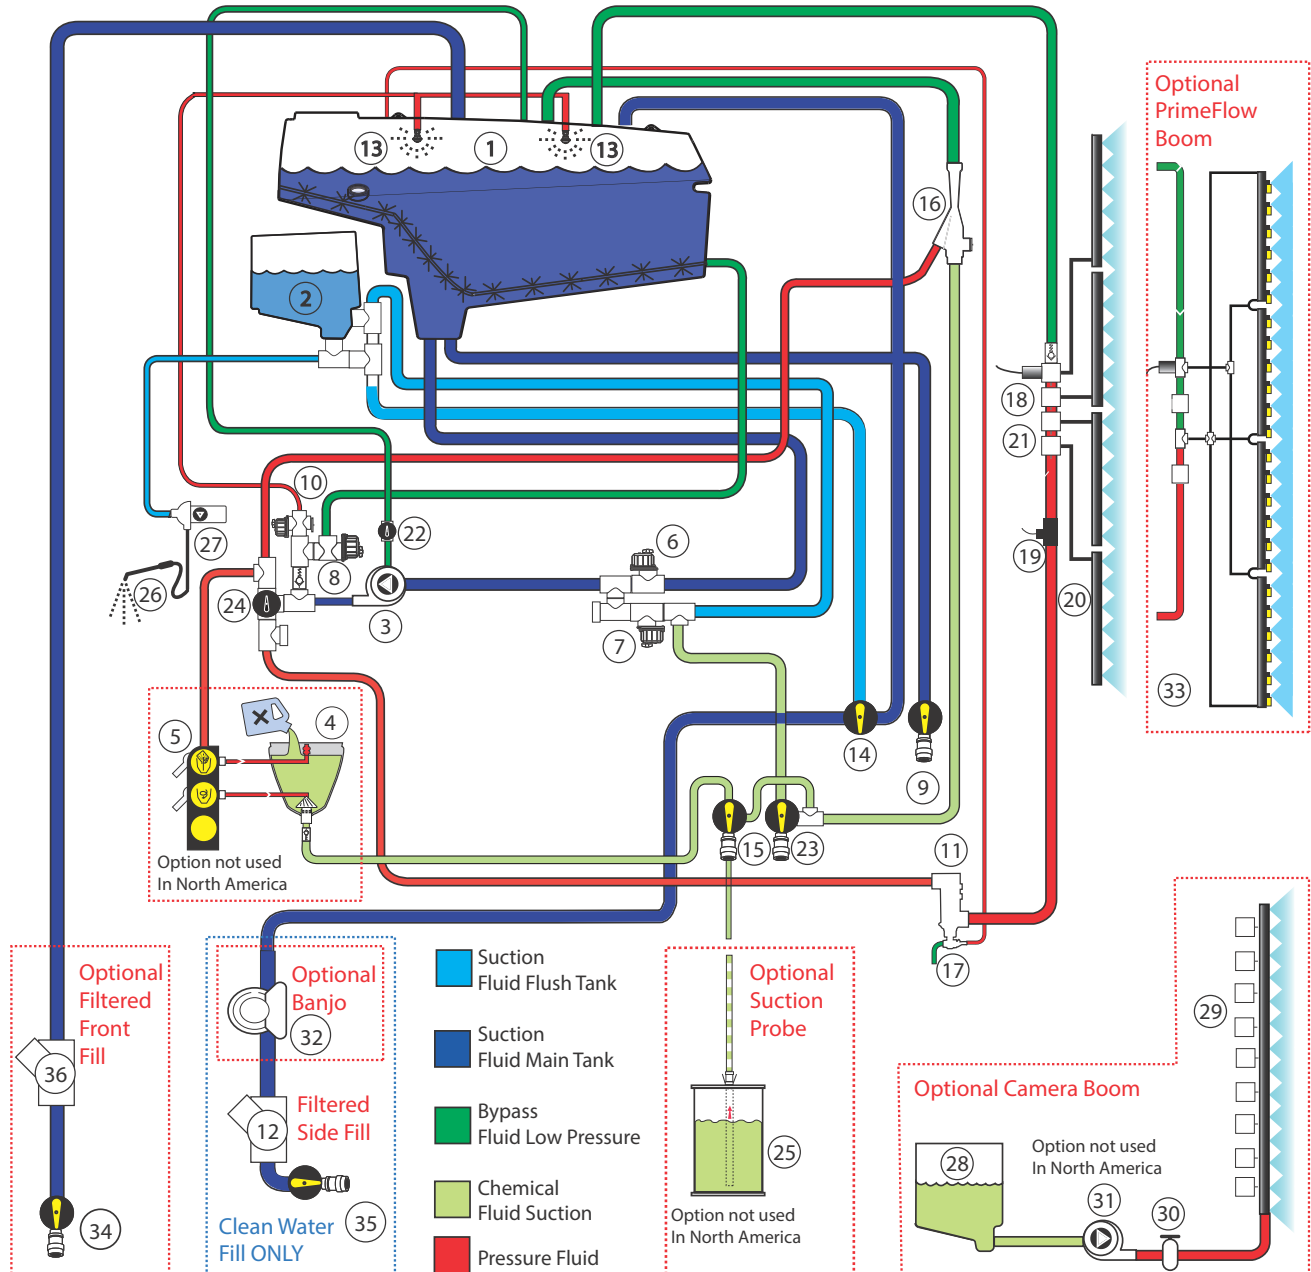 Optional
PrimeFlow
Boom
13
1
13
16
2
18
10
21
22
6
27
8
19
26
24
3
7
20
33
5
4
14
9
Option not used
In North America
15
23
11
17
Optional
Filtered
Front
Fill
36
34
Optional
Banjo
32
12
Filtered
Side Fill
Clean Water
Fill ONLY
35
Suction
Fluid Flush Tank
Suction
Fluid Main Tank
Bypass
Fluid Low Pressure
Chemical
Fluid Suction
Pressure Fluid
Optional
Suction
Probe
25
Option not used
In North America
29
Optional Camera Boom
28
Option not used
In North America
31
30